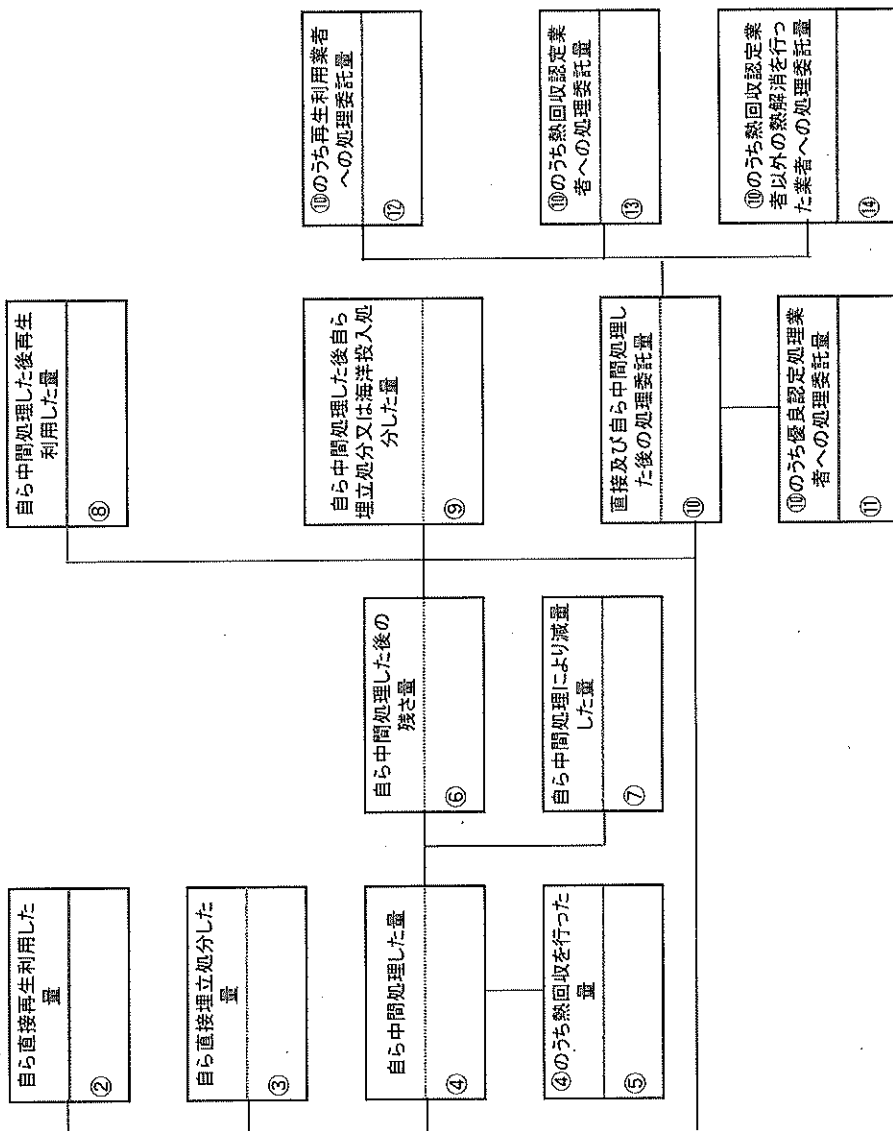 自ら直接再生利用した
量
②
自ら直接埋立処分した
量
③
自ら中間処理した量
④
④のうち熱回収を行った
量
⑤
自ら中間処理した後の
残さ量
⑥
自ら中間処理により減量
した量
⑦
自ら中間処理した後再生
利用した量
⑧
自ら中間処理した後自ら
埋立処分又は海洋投入処
分した量
⑨
直接及び自ら中間処理し
た後の処理委託量
⑩
⑩のうち優良認定処理業
者への処理委託量
⑪
⑩のうち再生利用業者
への処理委託量
⑫
⑩のうち熱回収認定業
者への処理委託量
⑬
⑩のうち熱回収認定業
者以外の熱解消を行っ
た業者への処理委託量
⑭